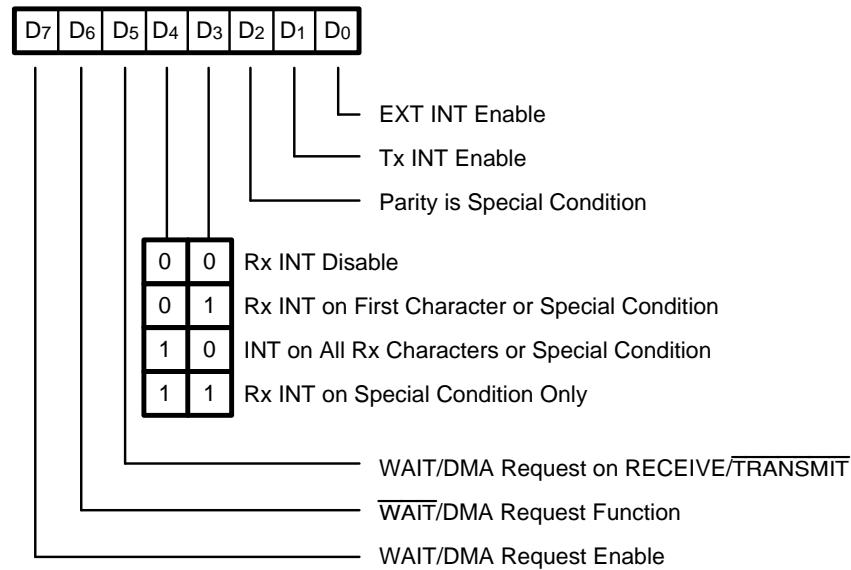 D7 D6 D5 D4 D3 D2 D1 D0
EXT INT Enable
Tx INT Enable
Parity is Special Condition
0 0 Rx INT Disable
0 1 Rx INT on First Character or Special Condition
1 0 INT on All Rx Characters or Special Condition
1 1 Rx INT on Special Condition Only
WAIT/DMA Request on RECEIVE/T̅R̅A̅N̅S̅M̅I̅T̅
W̅A̅I̅T̅/DMA Request Function
WAIT/DMA Request Enable